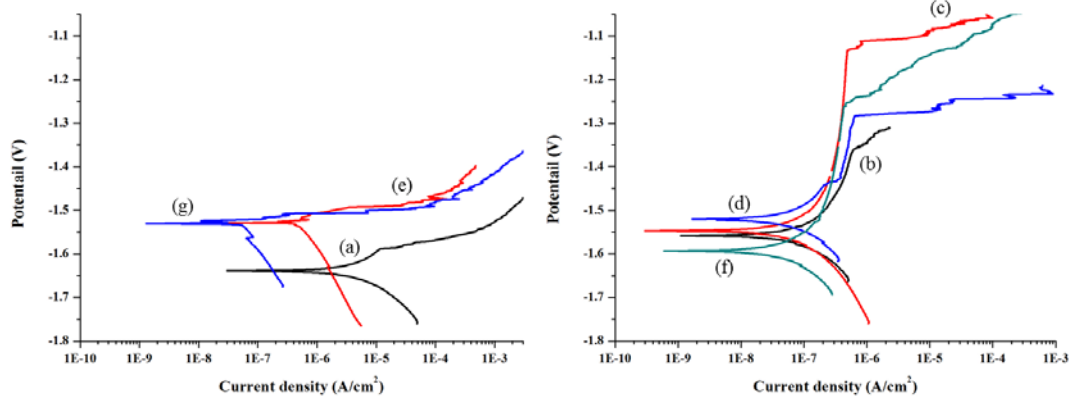 -1.1
-1.2
-1.3
-1.4
-1.5
-1.6
-1.7
-1.8
Potentail (V)
(g)
(e)
(a)
1E-10 1E-9 1E-8 1E-7 1E-6 1E-5 1E-4 1E-3
Current density (A/cm²)
-1.1
-1.2
-1.3
-1.4
-1.5
-1.6
-1.7
-1.8
Potentail (V)
(c)
(b)
(d)
(f)
1E-10 1E-9 1E-8 1E-7 1E-6 1E-5 1E-4 1E-3
Current density (A/cm²)